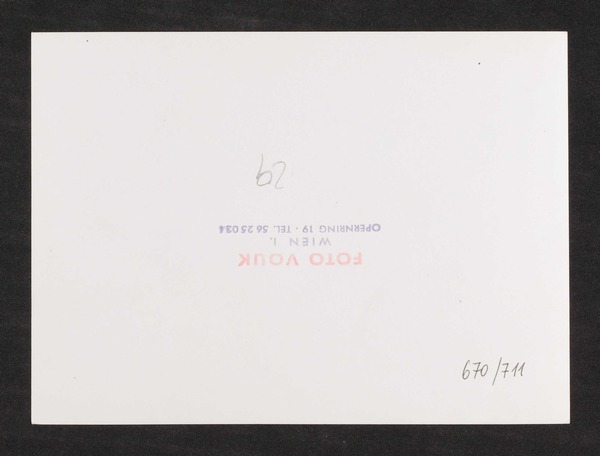 29
FOTO VOUK
WIEN I.
OPERNRING 19 · TEL. 56 25 034
670/711